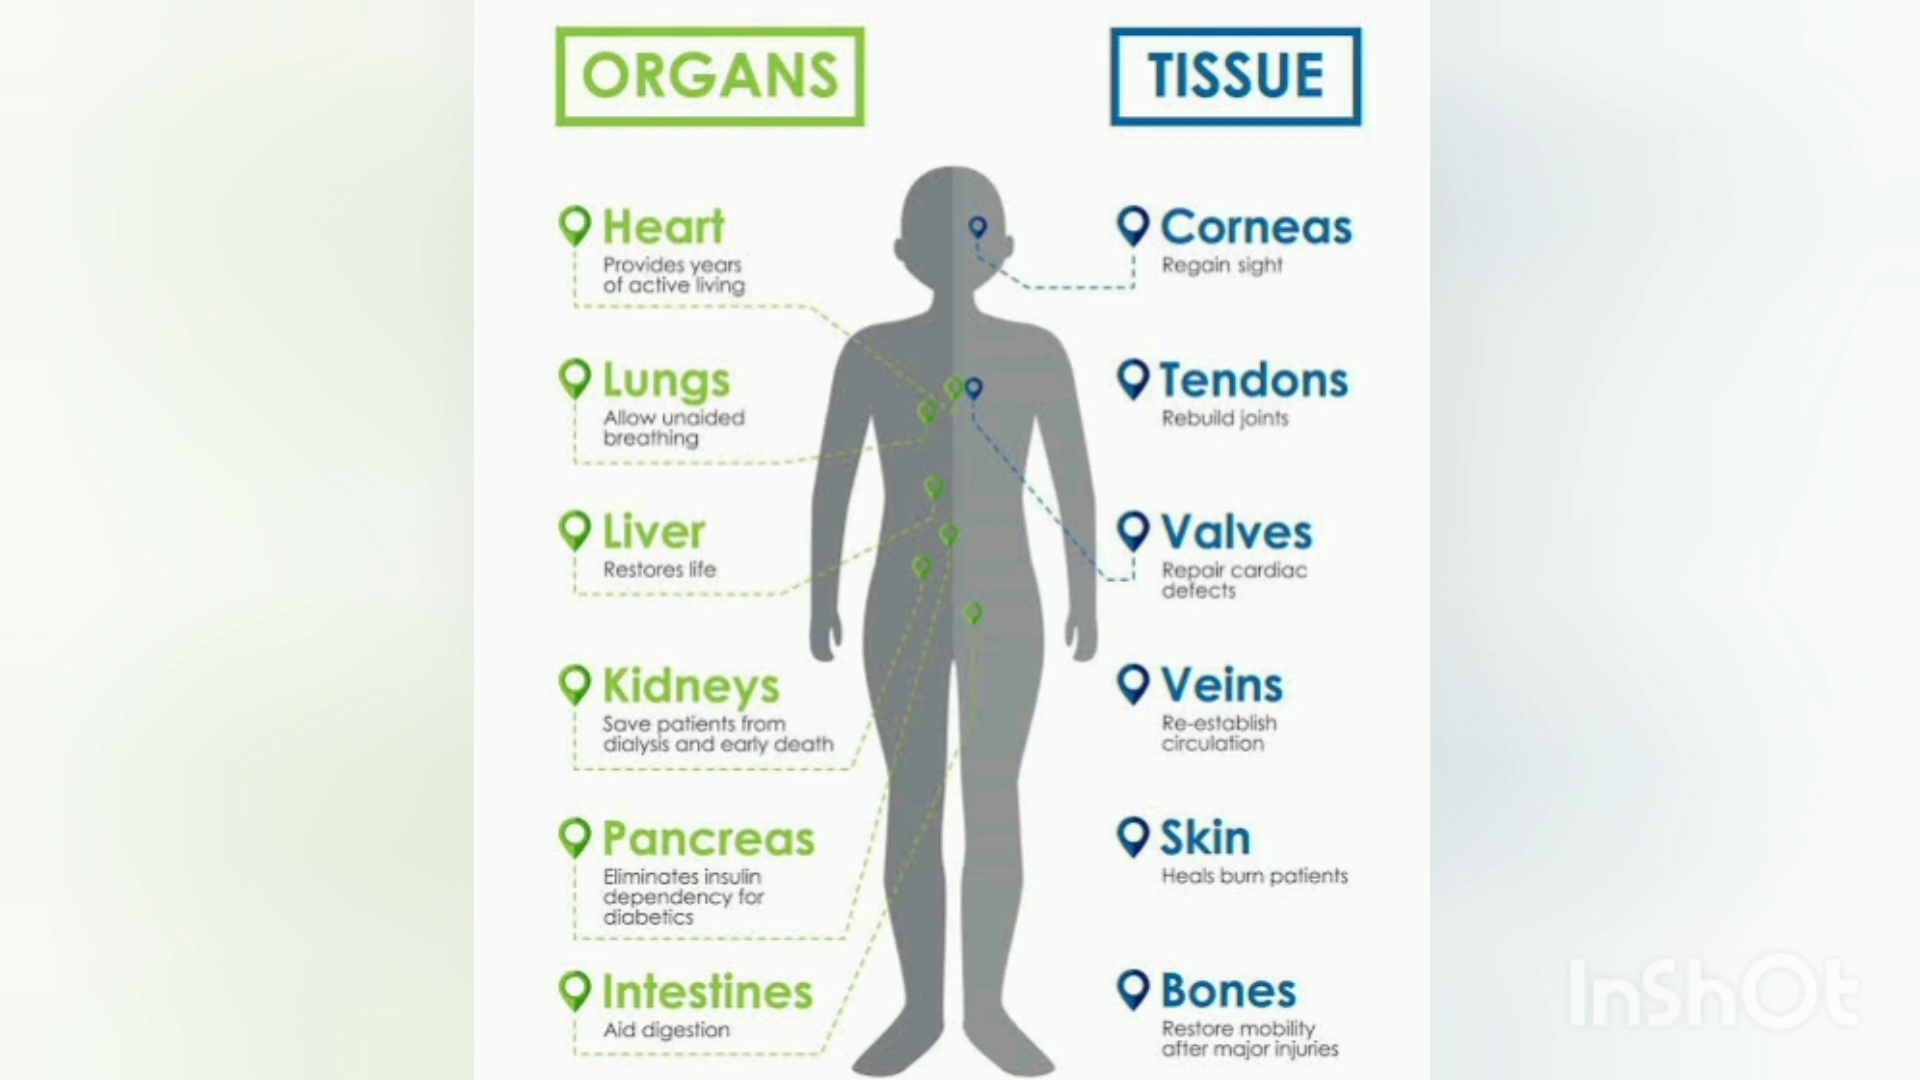 ORGANS
Heart
Provides years
of active living
Lungs
Allow unaided
breathing
Liver
Restores life
Kidneys
Save patients from
dialysis and early death
Pancreas
Eliminates insulin
dependency for
diabetics
Intestines
Aid digestion
TISSUE
Corneas
Regain sight
Tendons
Rebuild joints
Valves
Repair cardiac
defects
Veins
Re-establish
circulation
Skin
Heals burn patients
Bones
Restore mobility
after major injuries
InShOt